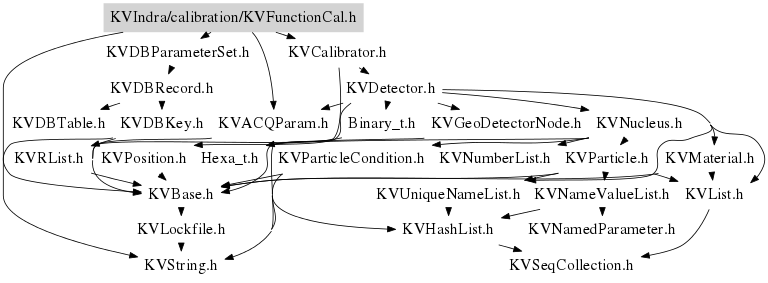 KVIndra/calibration/KVFunctionCal.h
KVDBParameterSet.h KVCalibrator.h
KVDBRecord.h KVDetector.h
KVDBTable.h KVDBKey.h KVACQParam.h Binary_t.h KVGeoDetectorNode.h KVNucleus.h
KVRList.h KVPosition.h Hexa_t.h KVParticleCondition.h KVNumberList.h KVParticle.h KVMaterial.h
KVBase.h KVUniqueNameList.h KVNameValueList.h KVList.h
KVLockfile.h KVHashList.h KVNamedParameter.h
KVString.h KVSeqCollection.h